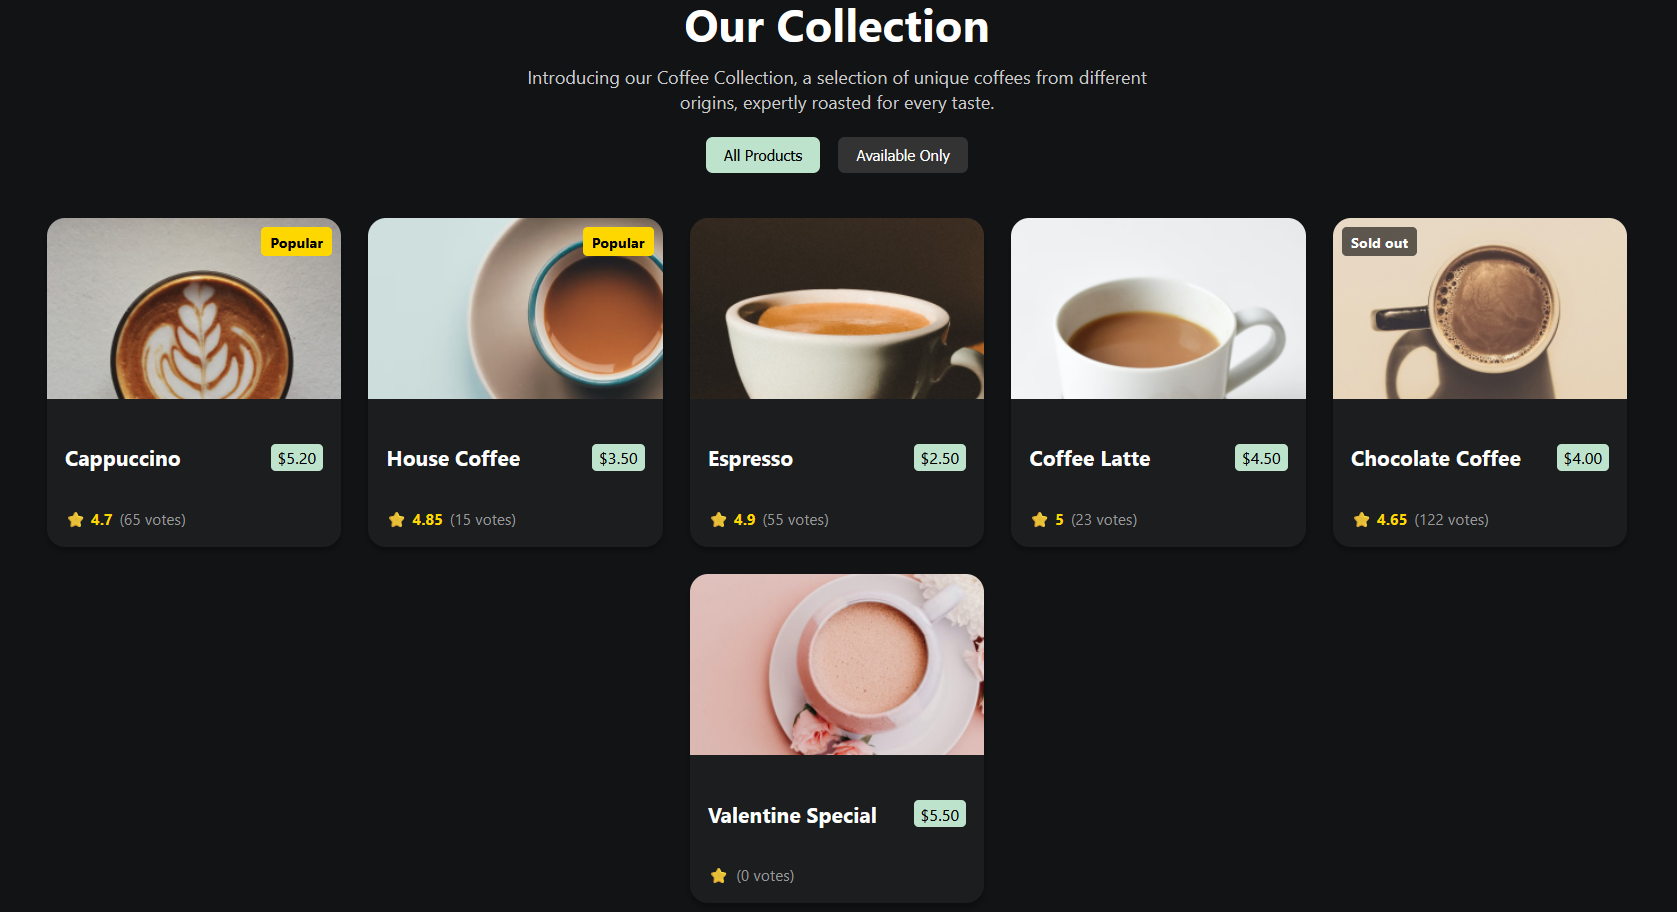 Our Collection
Introducing our Coffee Collection, a selection of unique coffees from different
origins, expertly roasted for every taste.
All Products
Available Only
Popular
Cappuccino
$5.20
4.7 (65 votes)
Popular
House Coffee
$3.50
4.85 (15 votes)
Espresso
$2.50
4.9 (55 votes)
Coffee Latte
$4.50
5 (23 votes)
Sold out
Chocolate Coffee
$4.00
4.65 (122 votes)
Valentine Special
$5.50
(0 votes)